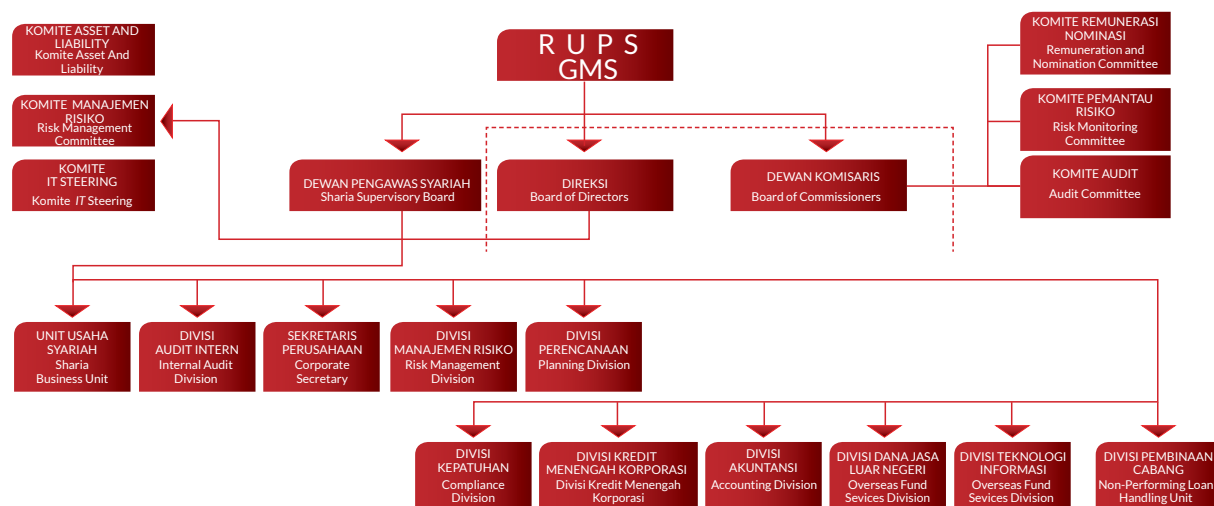 KOMITE ASSET AND
LIABILITY
Komite Asset And
Liability
R U P S
GMS
KOMITE REMUNERASI
NOMINASI
Remuneration and
Nomination Committee
KOMITE MANAJEMEN
RISIKO
Risk Management
Committee
KOMITE PEMANTAU
RISIKO
Risk Monitoring
Committee
KOMITE
IT STEERING
Komite IT Steering
DEWAN PENGAWAS SYARIAH
Sharia Supervisory Board
DIREKSI
Board of Directors
DEWAN KOMISARIS
Board of Commissioners
KOMITE AUDIT
Audit Committee
UNIT USAHA
SYARIAH
Sharia
Business Unit
DIVISI
AUDIT INTERN
Internal Audit
Division
SEKRETARIS
PERUSAHAAN
Corporate
Secretary
DIVISI
MANAJEMEN RISIKO
Risk Management
Division
DIVISI
PERENCANAAN
Planning Division
DIVISI
KEPATUHAN
Compliance
Division
DIVISI KREDIT
MENENGAH KORPORASI
Divisi Kredit Menengah
Korporasi
DIVISI
AKUNTANSI
Accounting Division
DIVISI DANA JASA
LUAR NEGERI
Overseas Fund
Sevices Division
DIVISI TEKNOLOGI
INFORMASI
Overseas Fund
Sevices Division
DIVISI PEMBINAAN
CABANG
Non-Performing Loan
Handling Unit